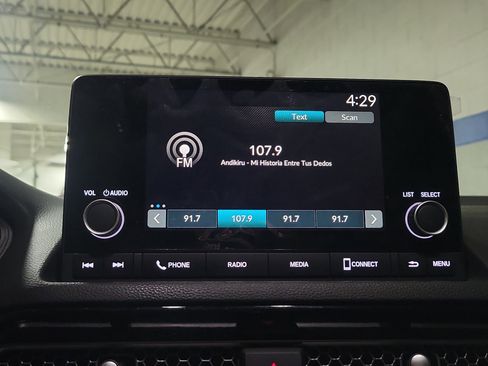 4:29
Text Scan
FM
107.9
Andikiru - Mi Historia Entre Tus Dedos
VOL AUDIO
LIST SELECT
91.7 107.9 91.7 91.7
PHONE RADIO MEDIA CONNECT MENU